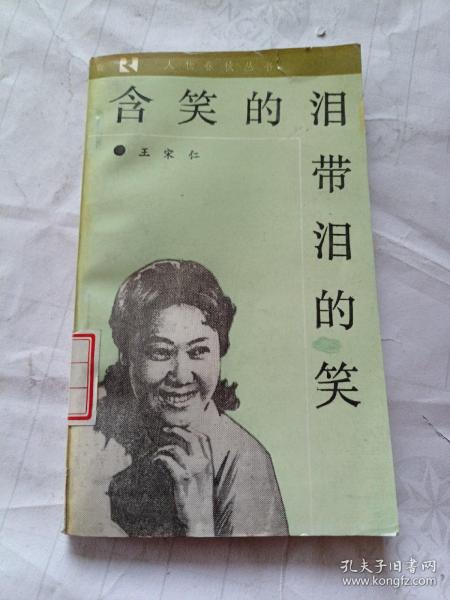 人世春秋丛书
含笑的泪
带泪的笑
王宋仁
孔夫子旧书网
www.kongfz.com